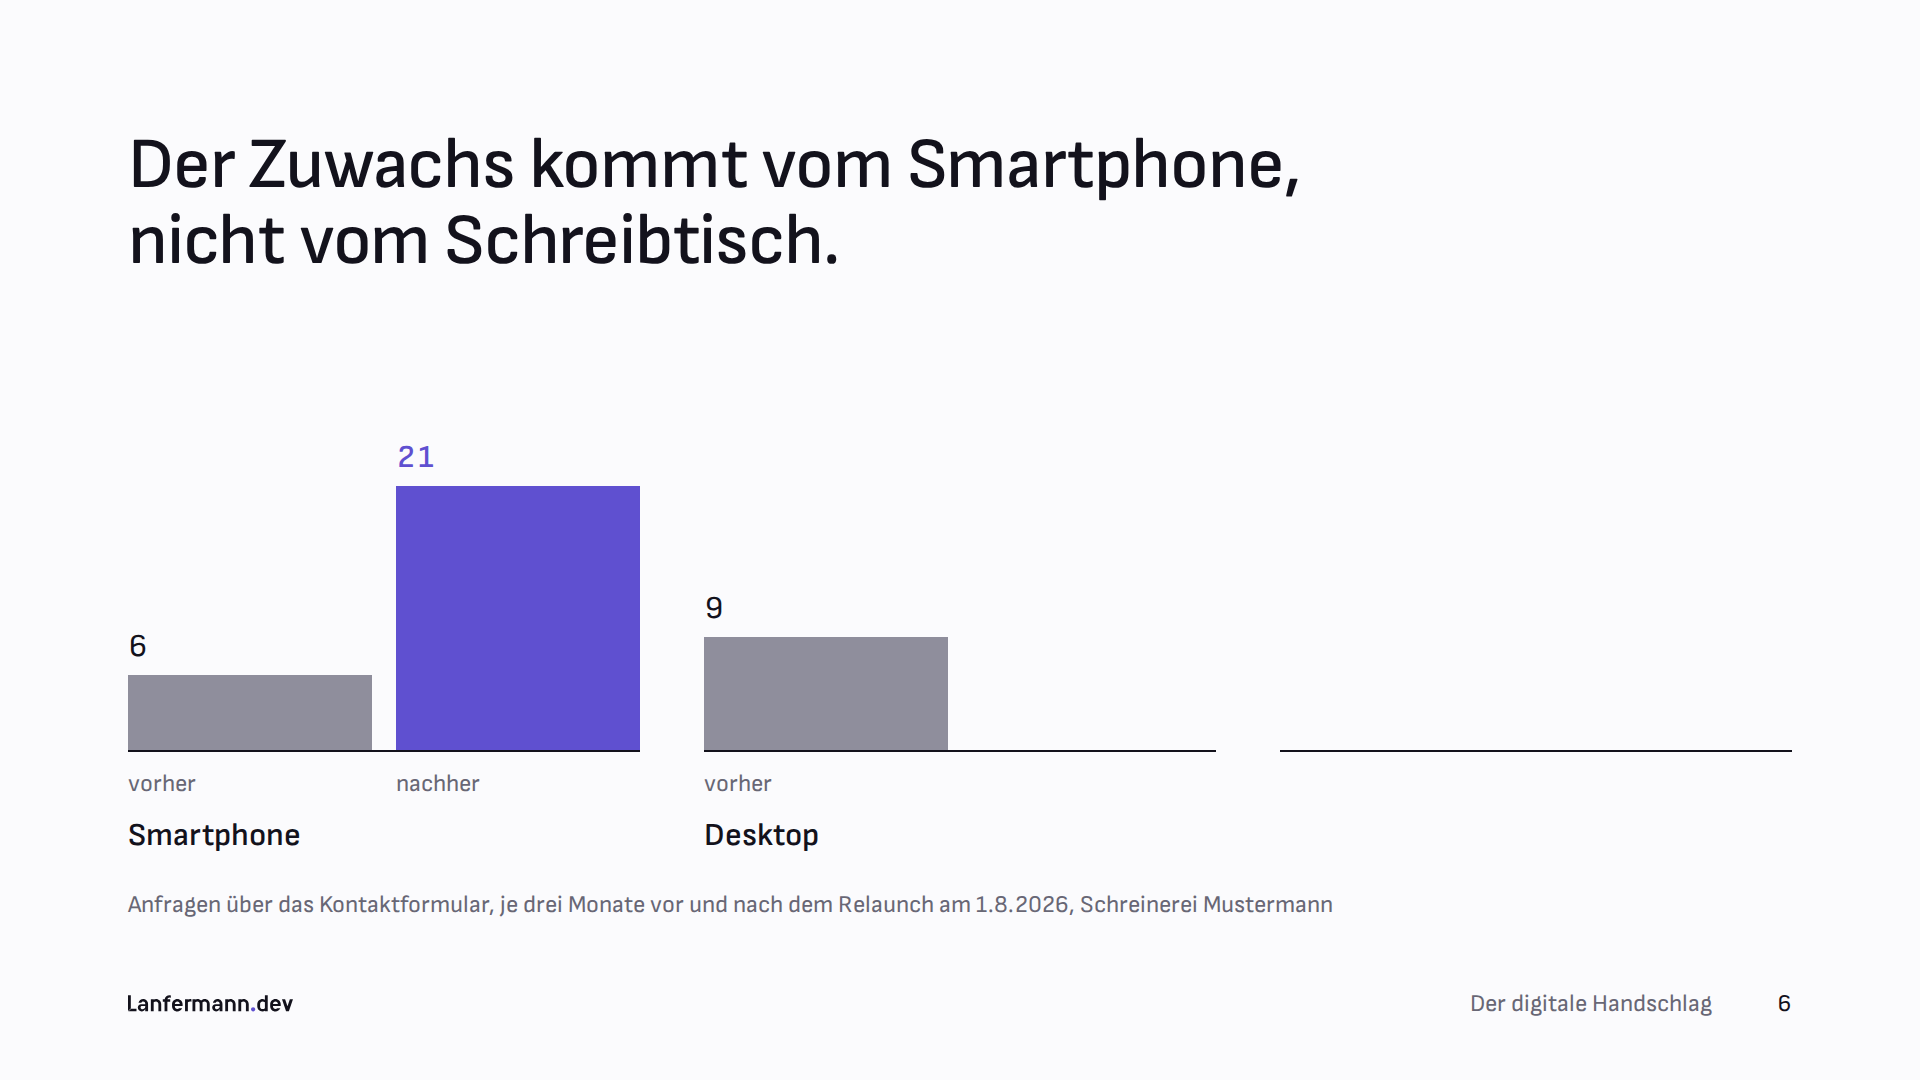 Der Zuwachs kommt vom Smartphone,
nicht vom Schreibtisch.
21
9
6
vorher nachher vorher
Smartphone Desktop
Anfragen über das Kontaktformular, je drei Monate vor und nach dem Relaunch am 1.8.2026, Schreinerei Mustermann
Lanfermann.dev Der digitale Handschlag 6